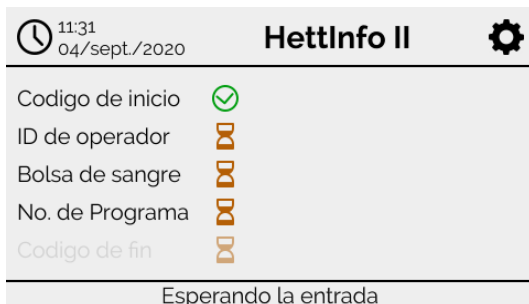 11:31
04/sept./2020
HettInfo II
Codigo de inicio
ID de operador
Bolsa de sangre
No. de Programa
Codigo de fin
Esperando la entrada